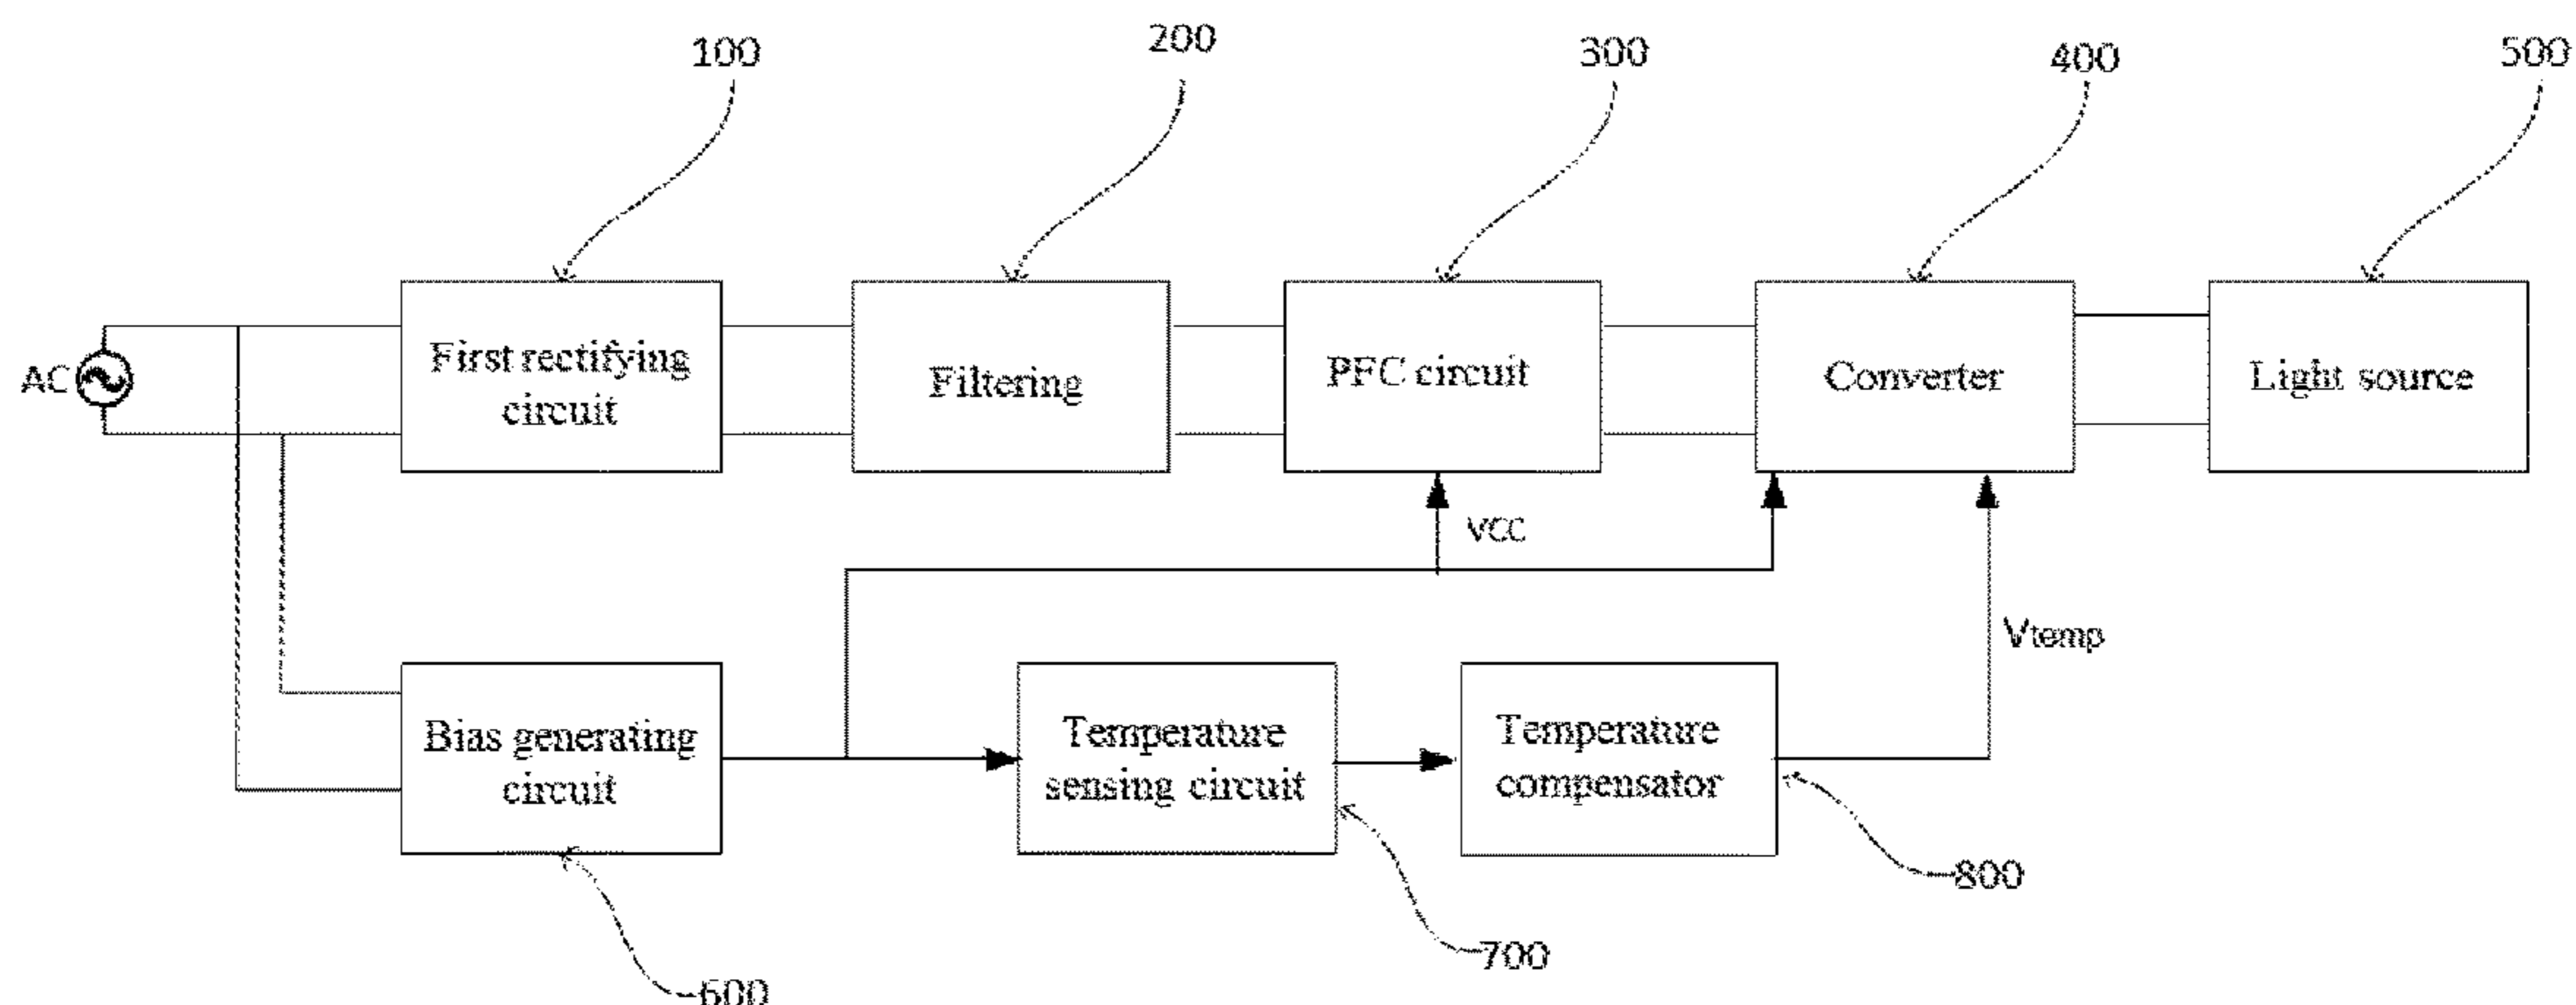 100
200
300
400
500
AC
First rectifying
circuit
Filtering
PFC circuit
Converter
Light source
VCC
Vtemp
Bias generating
circuit
Temperature
sensing circuit
Temperature
compensator
800
700
600